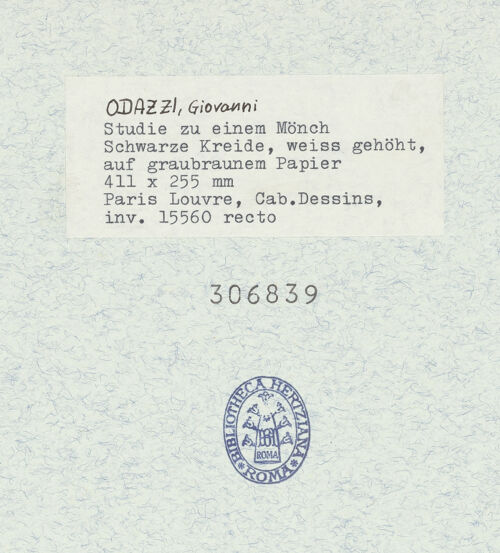 ODAZZI, Giovanni
Studie zu einem Mönch
Schwarze Kreide, weiss gehöht,
auf graubraunem Papier
411 x 255 mm
Paris Louvre, Cab.Dessins,
inv. 15560 recto
306839
BIBLIOTHECA HERTZIANA
ROMA
* ROMA *